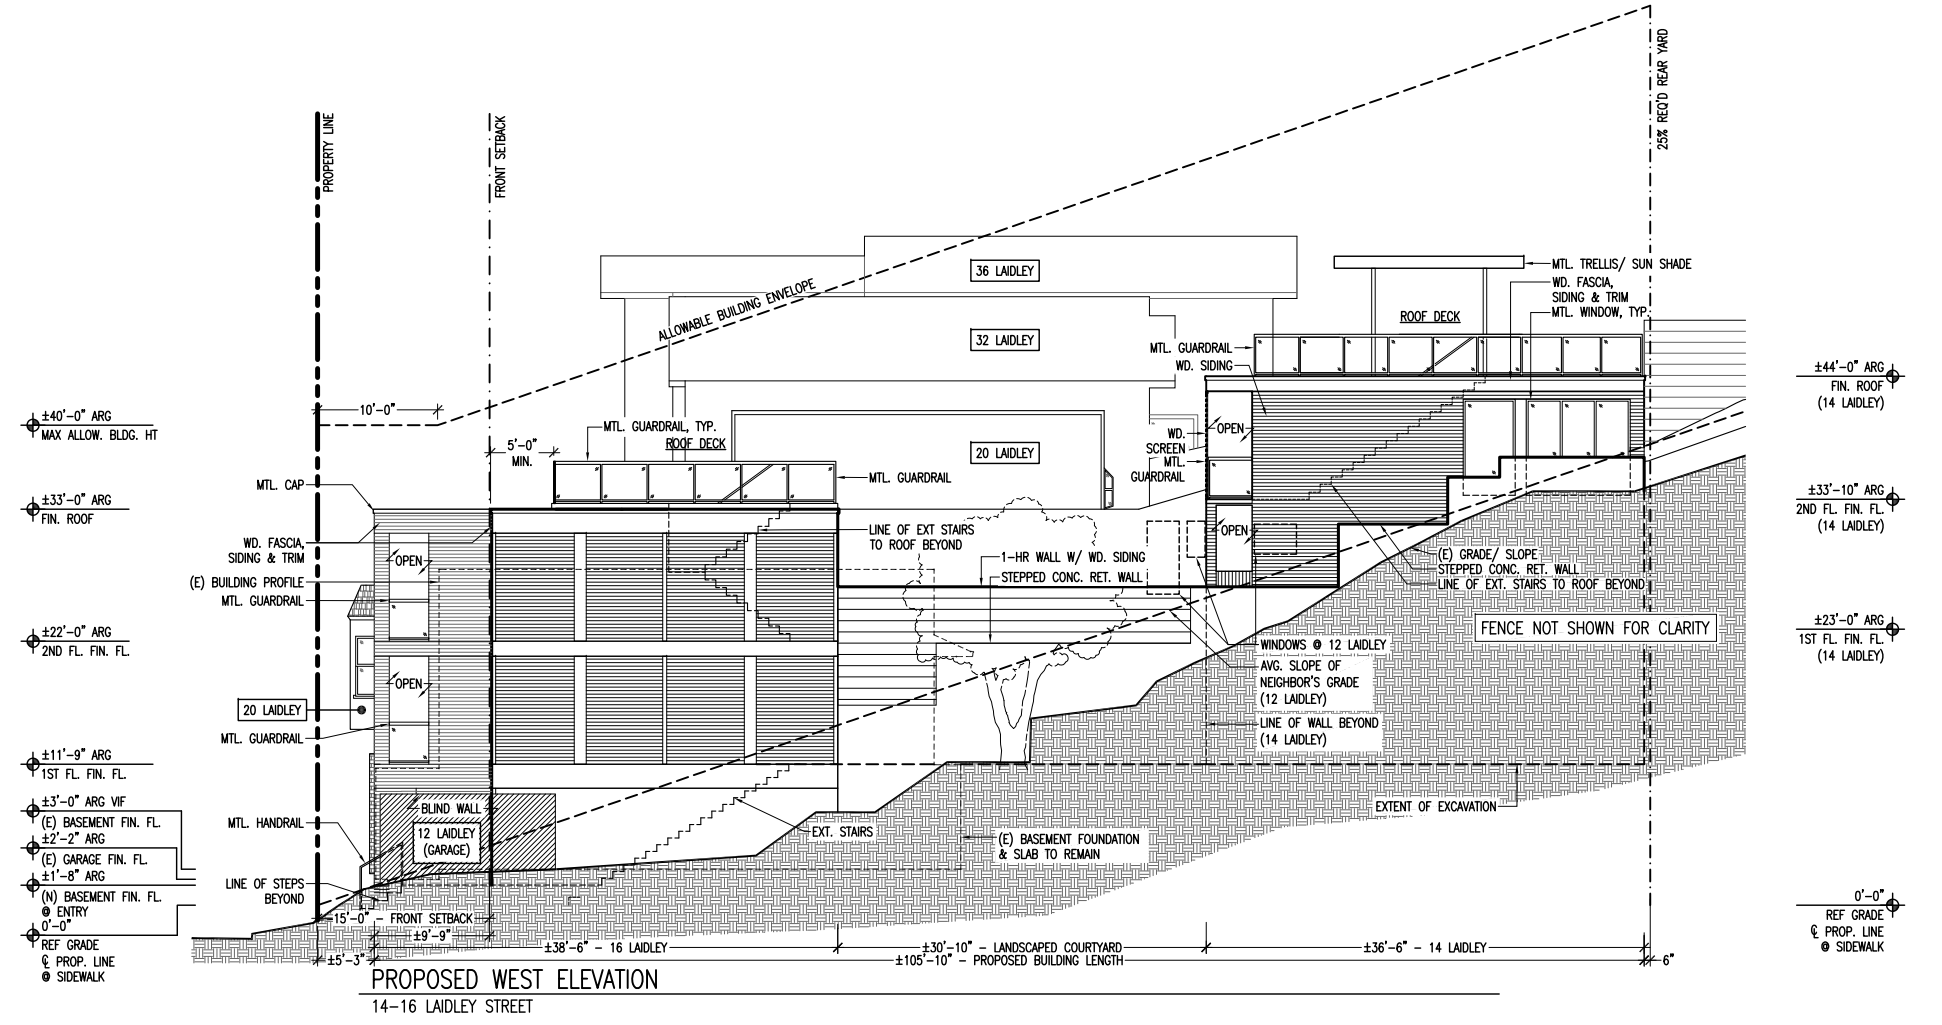 PROPERTY LINE
FRONT SETBACK
25% REQ'D REAR YARD
36 LAIDLEY
ALLOWABLE BUILDING ENVELOPE
32 LAIDLEY
20 LAIDLEY
MTL. TRELLIS/ SUN SHADE
WD. FASCIA,
SIDING & TRIM
MTL. WINDOW, TYP.
ROOF DECK
MTL. GUARDRAIL
WD. SIDING
OPEN
WD.
SCREEN
MTL.
GUARDRAIL
OPEN
±44'-0" ARG
FIN. ROOF
(14 LAIDLEY)
±33'-10" ARG
2ND FL. FIN. FL.
(14 LAIDLEY)
±23'-0" ARG
1ST FL. FIN. FL.
(14 LAIDLEY)
0'-0"
REF GRADE
℄ PROP. LINE
@ SIDEWALK
10'-0"
±40'-0" ARG
MAX ALLOW. BLDG. HT
MTL. GUARDRAIL, TYP.
ROOF DECK
5'-0"
MIN.
MTL. GUARDRAIL
MTL. CAP
±33'-0" ARG
FIN. ROOF
WD. FASCIA,
SIDING & TRIM
OPEN
(E) BUILDING PROFILE
MTL. GUARDRAIL
LINE OF EXT STAIRS
TO ROOF BEYOND
1-HR WALL W/ WD. SIDING
STEPPED CONC. RET. WALL
(E) GRADE/ SLOPE
STEPPED CONC. RET. WALL
LINE OF EXT. STAIRS TO ROOF BEYOND
FENCE NOT SHOWN FOR CLARITY
WINDOWS @ 12 LAIDLEY
AVG. SLOPE OF
NEIGHBOR'S GRADE
(12 LAIDLEY)
LINE OF WALL BEYOND
(14 LAIDLEY)
EXTENT OF EXCAVATION
±22'-0" ARG
2ND FL. FIN. FL.
OPEN
20 LAIDLEY
MTL. GUARDRAIL
±11'-9" ARG
1ST FL. FIN. FL.
±3'-0" ARG VIF
(E) BASEMENT FIN. FL.
±2'-2" ARG
(E) GARAGE FIN. FL.
±1'-8" ARG
(N) BASEMENT FIN. FL.
@ ENTRY
0'-0"
REF GRADE
℄ PROP. LINE
@ SIDEWALK
MTL. HANDRAIL
BLIND WALL
12 LAIDLEY
(GARAGE)
EXT. STAIRS
(E) BASEMENT FOUNDATION
& SLAB TO REMAIN
LINE OF STEPS
BEYOND
15'-0" - FRONT SETBACK
±9'-9"
±38'-6" - 16 LAIDLEY
±30'-10" - LANDSCAPED COURTYARD
±36'-6" - 14 LAIDLEY
±5'-3"
±105'-10" - PROPOSED BUILDING LENGTH
6"
PROPOSED WEST ELEVATION
14-16 LAIDLEY STREET